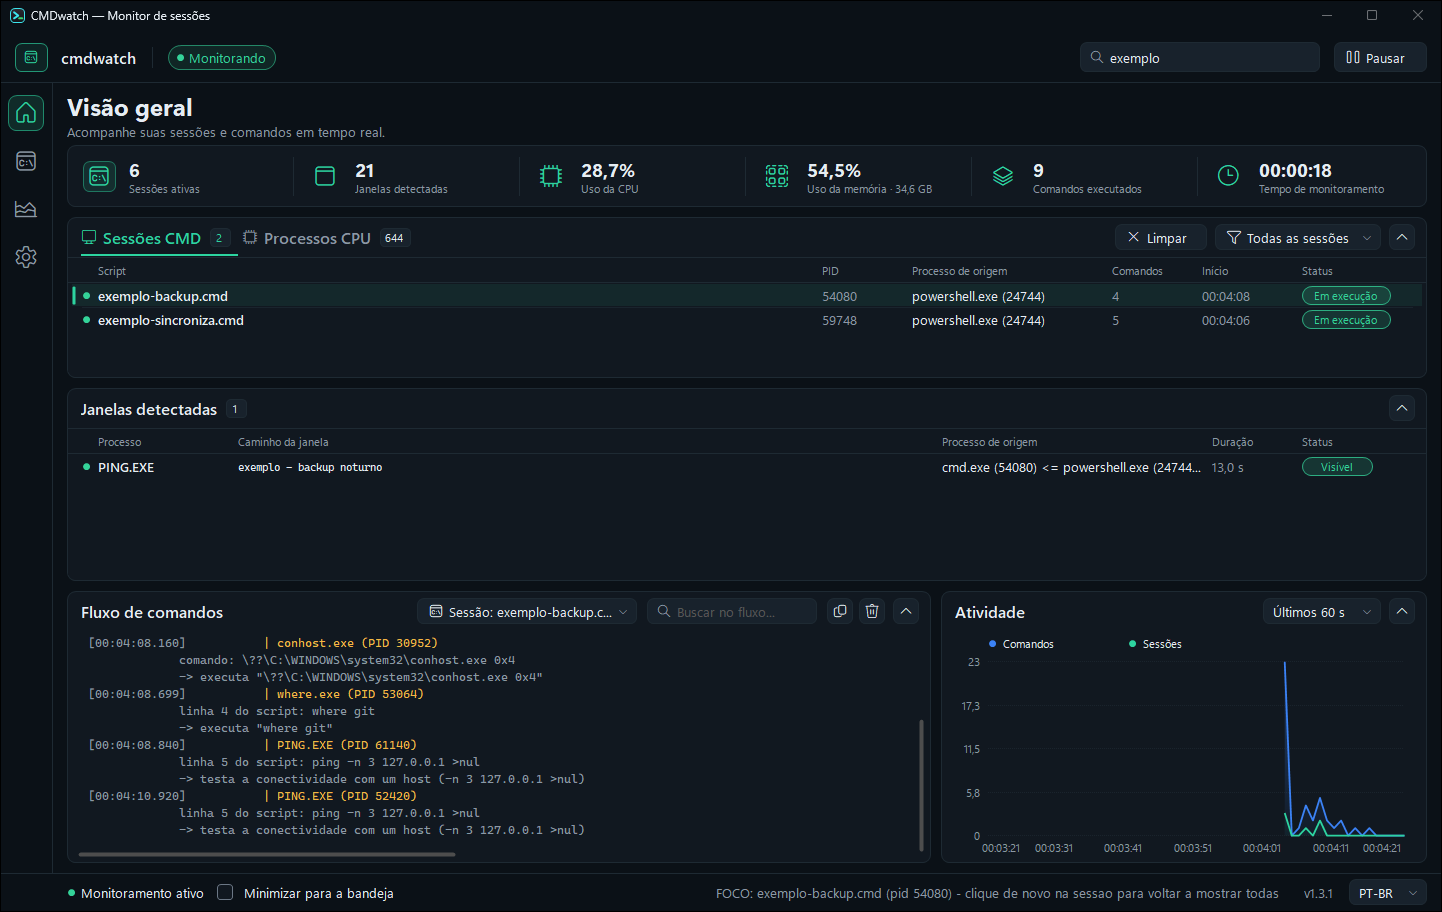 CMDwatch — Monitor de sessões
cmdwatch
Monitorando
exemplo
Pausar
Visão geral
Acompanhe suas sessões e comandos em tempo real.
6
Sessões ativas
21
Janelas detectadas
28,7%
Uso da CPU
54,5%
Uso da memória · 34,6 GB
9
Comandos executados
00:00:18
Tempo de monitoramento
Sessões CMD 2
Processos CPU 644
Limpar
Todas as sessões
Script PID Processo de origem Comandos Início Status
exemplo-backup.cmd 54080 powershell.exe (24744) 4 00:04:08 Em execução
exemplo-sincroniza.cmd 59748 powershell.exe (24744) 5 00:04:06 Em execução
Janelas detectadas 1
Processo Caminho da janela Processo de origem Duração Status
PING.EXE exemplo - backup noturno cmd.exe (54080) <= powershell.exe (24744... 13,0 s Visível
Fluxo de comandos
Sessão: exemplo-backup.c...
Buscar no fluxo...
[00:04:08.160] | conhost.exe (PID 30952)
comando: \??\C:\WINDOWS\system32\conhost.exe 0x4
-> executa "\??\C:\WINDOWS\system32\conhost.exe 0x4"
[00:04:08.699] | where.exe (PID 53064)
linha 4 do script: where git
-> executa "where git"
[00:04:08.840] | PING.EXE (PID 61140)
linha 5 do script: ping -n 3 127.0.0.1 >nul
-> testa a conectividade com um host (-n 3 127.0.0.1 >nul)
[00:04:10.920] | PING.EXE (PID 52420)
linha 5 do script: ping -n 3 127.0.0.1 >nul
-> testa a conectividade com um host (-n 3 127.0.0.1 >nul)
Atividade
Últimos 60 s
Comandos Sessões
23
17,3
11,5
5,8
0
00:03:21 00:03:31 00:03:41 00:03:51 00:04:01 00:04:11 00:04:21
Monitoramento ativo
Minimizar para a bandeja
FOCO: exemplo-backup.cmd (pid 54080) - clique de novo na sessao para voltar a mostrar todas
v1.3.1
PT-BR